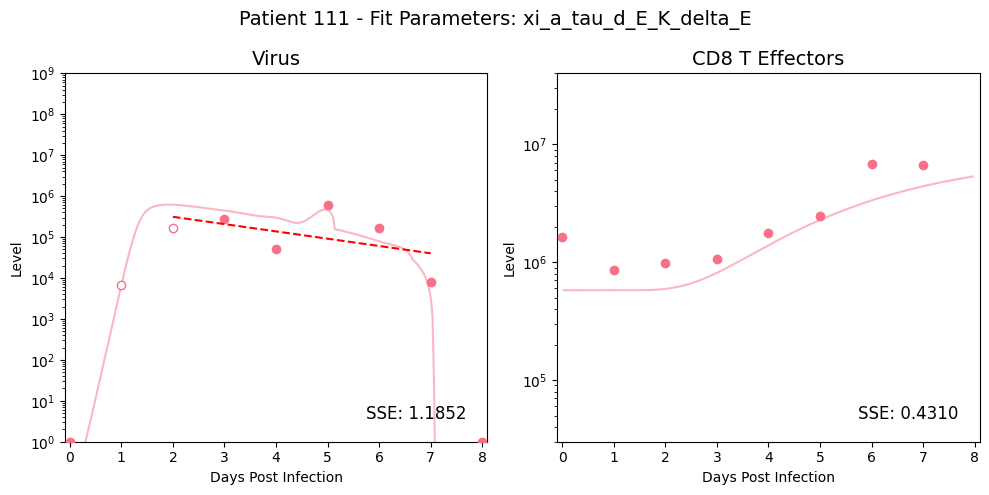 Patient 111 - Fit Parameters: xi_a_tau_d_E_K_delta_E
Virus
CD8 T Effectors
10^9
10^8
10^7
10^6
10^5
10^4
10^3
10^2
10^1
10^0
Level
SSE: 1.1852
0 1 2 3 4 5 6 7 8
Days Post Infection
10^7
10^6
10^5
Level
SSE: 0.4310
0 1 2 3 4 5 6 7 8
Days Post Infection